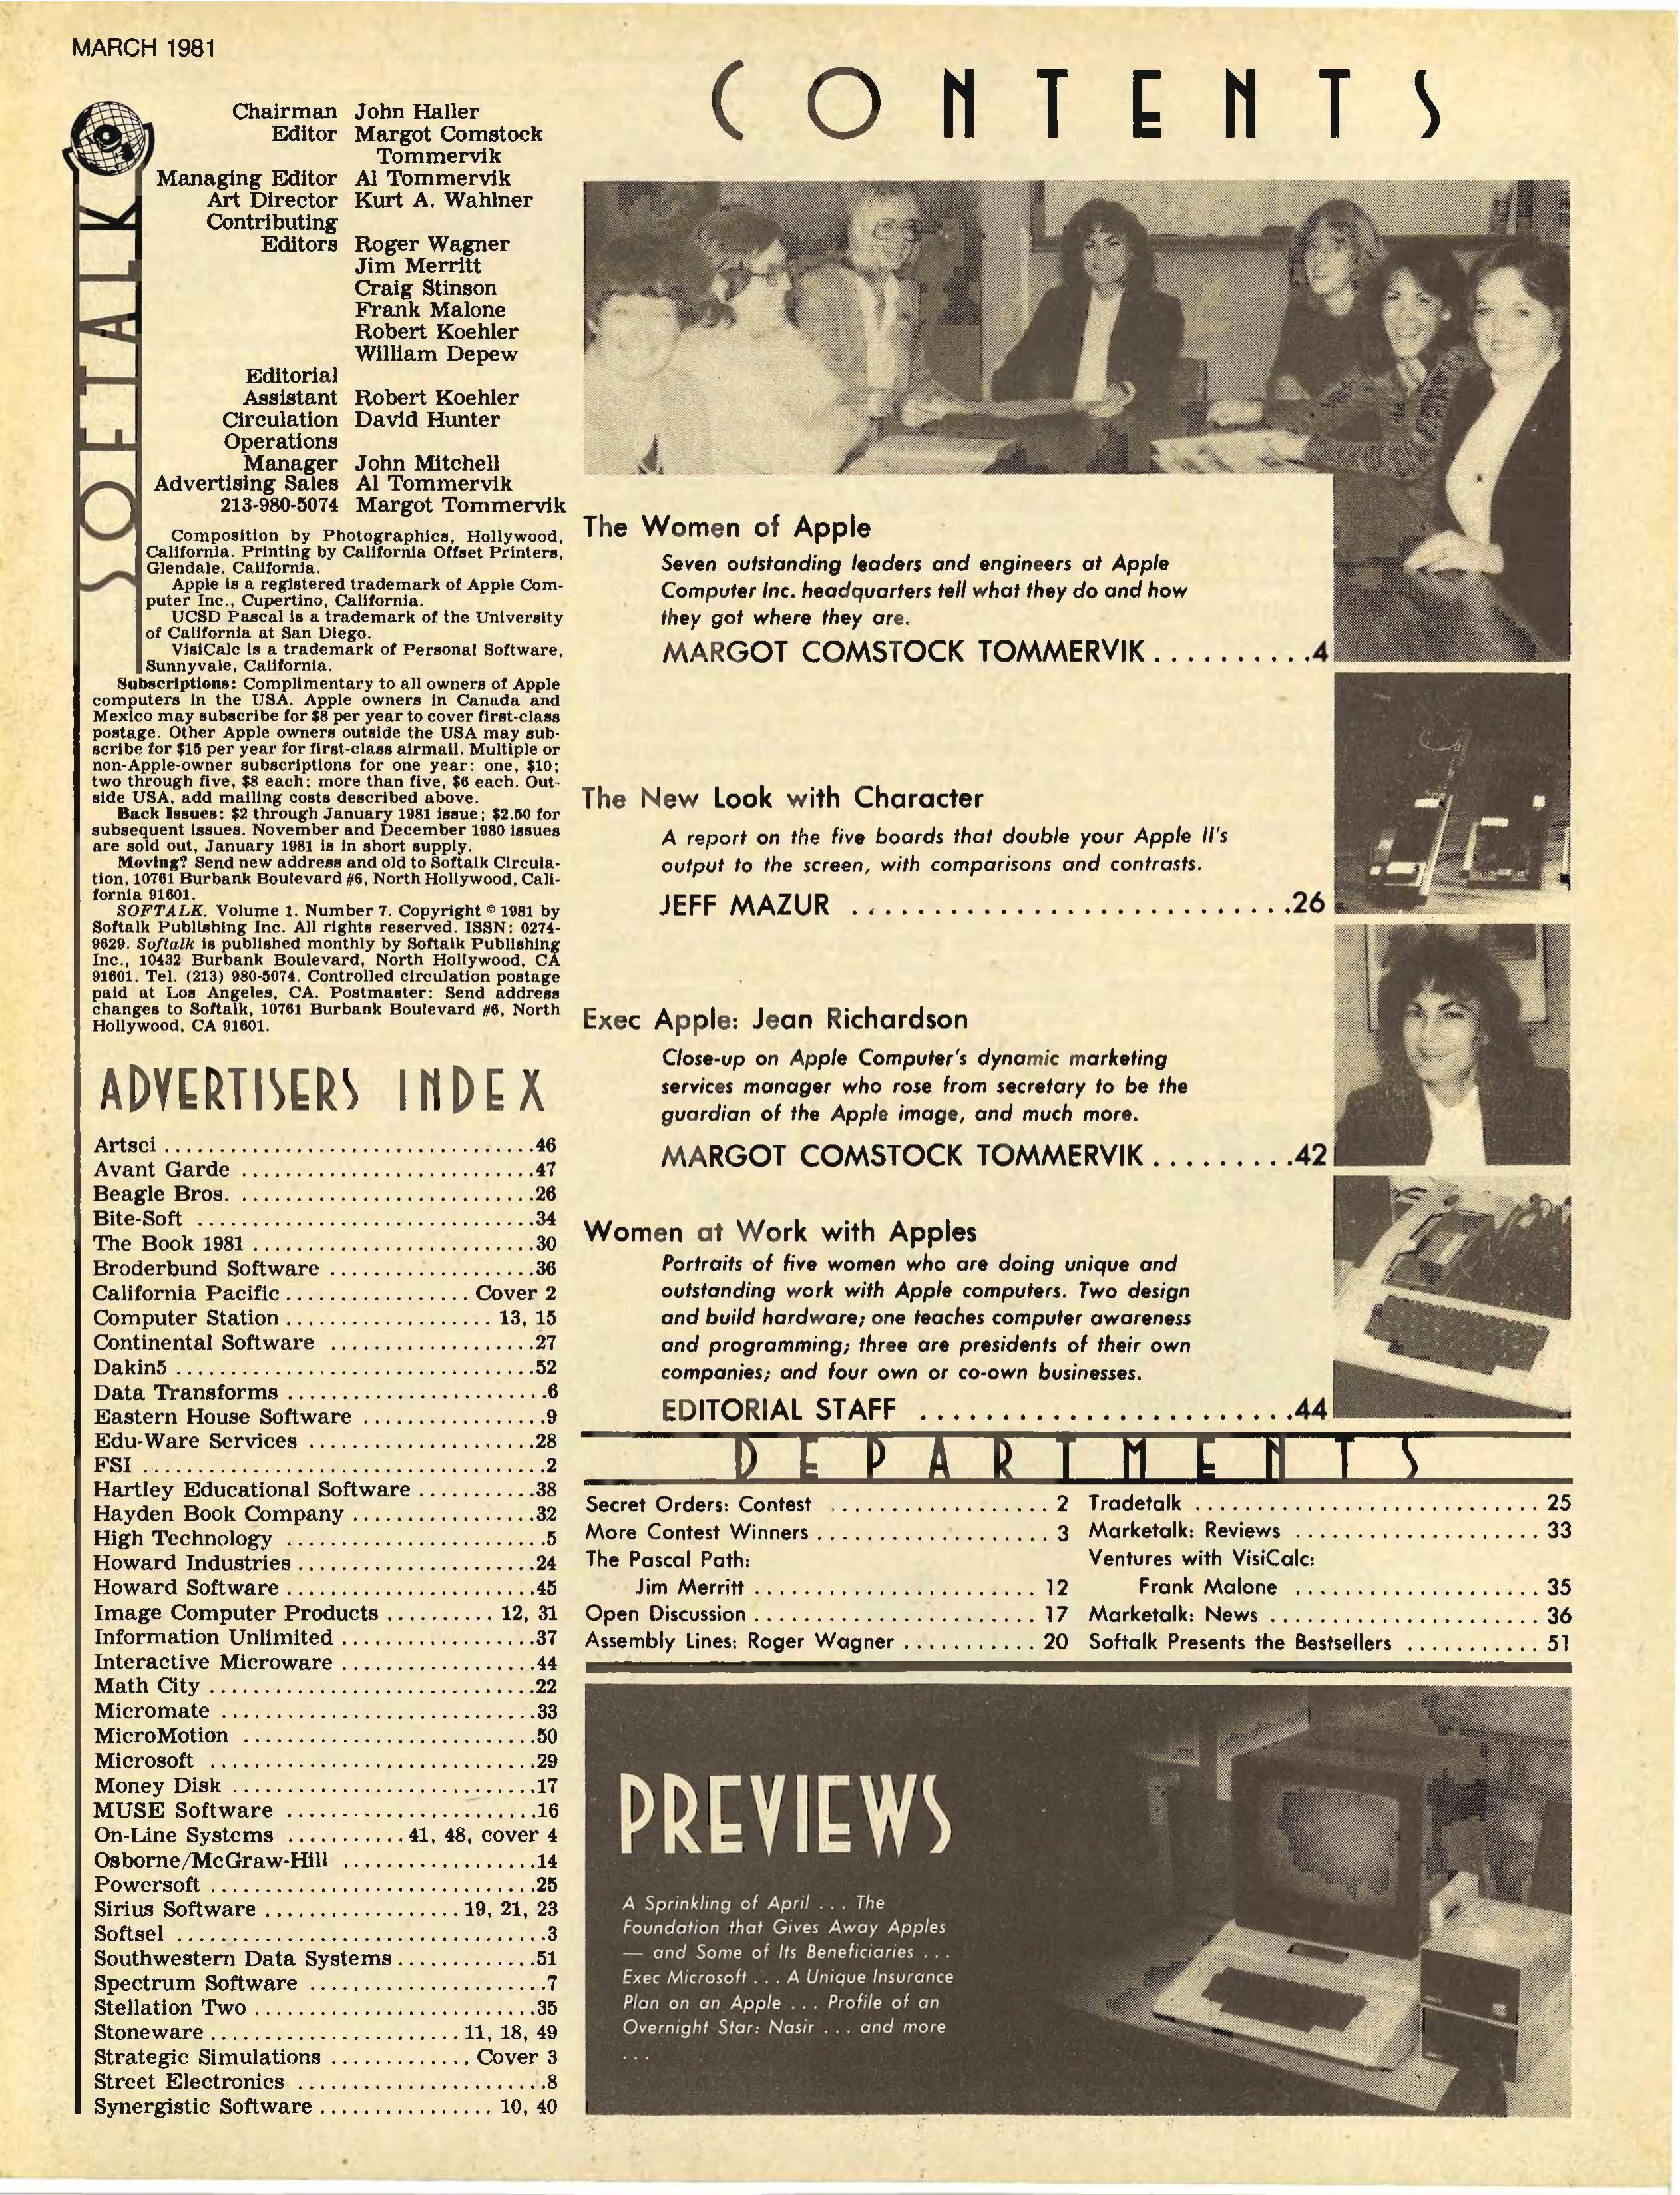 MARCH 1981
SOFTALK
Chairman John Haller
Editor Margot Comstock
Tommervik
Managing Editor Al Tommervik
Art Director Kurt A. Wahlner
Contributing
Editors Roger Wagner
Jim Merritt
Craig Stinson
Frank Malone
Robert Koehler
William Depew
Editorial
Assistant Robert Koehler
Circulation David Hunter
Operations
Manager John Mitchell
Advertising Sales Al Tommervik
213-980-5074 Margot Tommervik
Composition by Photographics, Hollywood,
California. Printing by California Offset Printers,
Glendale, California.
Apple is a registered trademark of Apple Com-
puter Inc., Cupertino, California.
UCSD Pascal is a trademark of the University
of California at San Diego.
VisiCalc is a trademark of Personal Software,
Sunnyvale, California.
Subscriptions: Complimentary to all owners of Apple
computers in the USA. Apple owners in Canada and
Mexico may subscribe for $8 per year to cover first-class
postage. Other Apple owners outside the USA may sub-
scribe for $15 per year for first-class airmail. Multiple or
non-Apple-owner subscriptions for one year: one, $10;
two through five, $8 each; more than five, $6 each. Out-
side USA, add mailing costs described above.
Back Issues: $2 through January 1981 issue; $2.50 for
subsequent issues. November and December 1980 issues
are sold out, January 1981 is in short supply.
Moving? Send new address and old to Softalk Circula-
tion, 10761 Burbank Boulevard #6, North Hollywood, Cali-
fornia 91601.
SOFTALK. Volume 1. Number 7. Copyright © 1981 by
Softalk Publishing Inc. All rights reserved. ISSN: 0274-
9629. Softalk is published monthly by Softalk Publishing
Inc., 10432 Burbank Boulevard, North Hollywood, CA
91601. Tel. (213) 980-5074. Controlled circulation postage
paid at Los Angeles, CA. Postmaster: Send address
changes to Softalk, 10761 Burbank Boulevard #6, North
Hollywood, CA 91601.
ADVERTISERS INDEX
Artsci ..... 46
Avant Garde ..... 47
Beagle Bros. ..... 26
Bite-Soft ..... 34
The Book 1981 ..... 30
Broderbund Software ..... 36
California Pacific ..... Cover 2
Computer Station ..... 13, 15
Continental Software ..... 27
Dakin5 ..... 52
Data Transforms ..... 6
Eastern House Software ..... 9
Edu-Ware Services ..... 28
FSI ..... 2
Hartley Educational Software ..... 38
Hayden Book Company ..... 32
High Technology ..... 5
Howard Industries ..... 24
Howard Software ..... 45
Image Computer Products ..... 12, 31
Information Unlimited ..... 37
Interactive Microware ..... 44
Math City ..... 22
Micromate ..... 33
MicroMotion ..... 50
Microsoft ..... 29
Money Disk ..... 17
MUSE Software ..... 16
On-Line Systems ..... 41, 48, cover 4
Osborne/McGraw-Hill ..... 14
Powersoft ..... 25
Sirius Software ..... 19, 21, 23
Softsel ..... 3
Southwestern Data Systems ..... 51
Spectrum Software ..... 7
Stellation Two ..... 35
Stoneware ..... 11, 18, 49
Strategic Simulations ..... Cover 3
Street Electronics ..... 8
Synergistic Software ..... 10, 40
CONTENTS
The Women of Apple
Seven outstanding leaders and engineers at Apple
Computer Inc. headquarters tell what they do and how
they got where they are.
MARGOT COMSTOCK TOMMERVIK ..... 4
The New Look with Character
A report on the five boards that double your Apple II's
output to the screen, with comparisons and contrasts.
JEFF MAZUR ..... 26
Exec Apple: Jean Richardson
Close-up on Apple Computer's dynamic marketing
services manager who rose from secretary to be the
guardian of the Apple image, and much more.
MARGOT COMSTOCK TOMMERVIK ..... 42
Women at Work with Apples
Portraits of five women who are doing unique and
outstanding work with Apple computers. Two design
and build hardware; one teaches computer awareness
and programming; three are presidents of their own
companies; and four own or co-own businesses.
EDITORIAL STAFF ..... 44
DEPARTMENTS
Secret Orders: Contest ..... 2
More Contest Winners ..... 3
The Pascal Path:
Jim Merritt ..... 12
Open Discussion ..... 17
Assembly Lines: Roger Wagner ..... 20
Tradetalk ..... 25
Marketalk: Reviews ..... 33
Ventures with VisiCalc:
Frank Malone ..... 35
Marketalk: News ..... 36
Softalk Presents the Bestsellers ..... 51
PREVIEWS
A Sprinkling of April . . . The
Foundation that Gives Away Apples
— and Some of Its Beneficiaries . . .
Exec Microsoft . . . A Unique Insurance
Plan on an Apple . . . Profile of an
Overnight Star: Nasir . . . and more
. . .